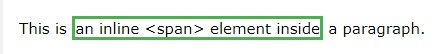 This is an inline <span> element inside a paragraph.